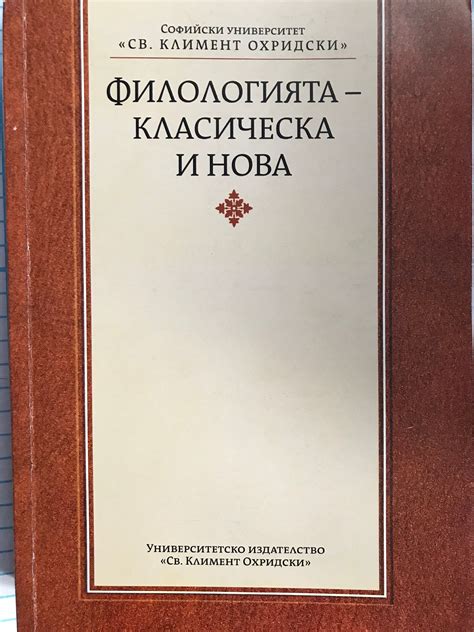 Софийски университет
«СВ. КЛИМЕНТ ОХРИДСКИ»
ФИЛОЛОГИЯТА –
КЛАСИЧЕСКА
И НОВА
Университетско издателство
«Св. Климент Охридски»